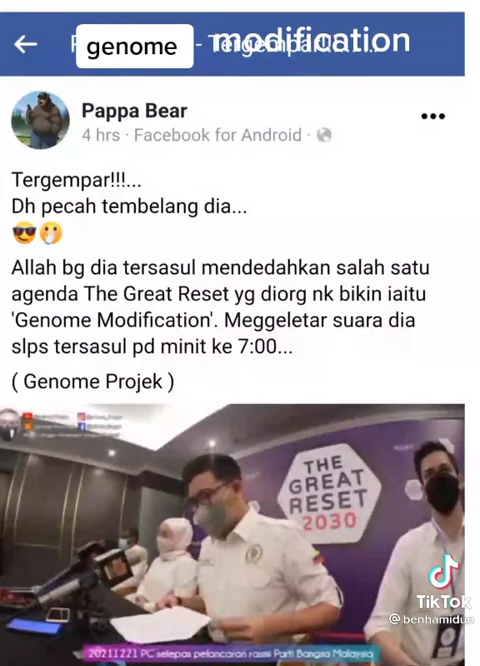 genome modification
- Tergempar!!!...
Pappa Bear
4 hrs · Facebook for Android ·
Tergempar!!!...
Dh pecah tembelang dia...
😎🤭
Allah bg dia tersasul mendedahkan salah satu
agenda The Great Reset yg diorg nk bikin iaitu
'Genome Modification'. Meggeletar suara dia
slps tersasul pd minit ke 7:00...
( Genome Projek )
THE
GREAT
RESET
2030
TikTok
@benhamidun
20211221 PC selepas pelancaran rasmi Parti Bangsa Malaysia